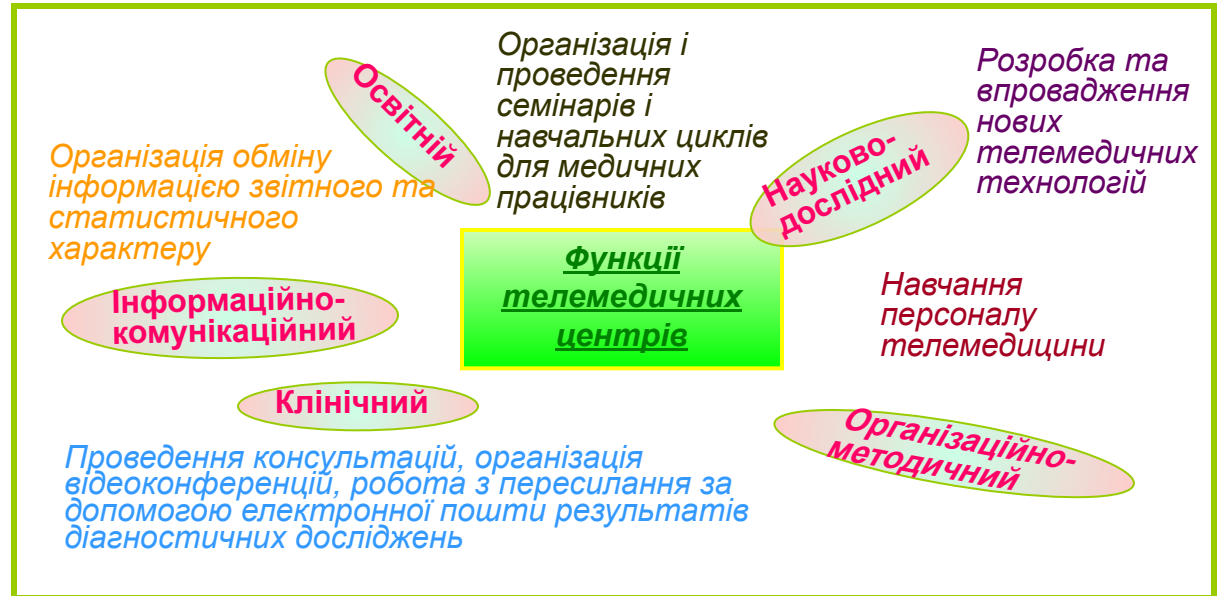 Освітній
Організація і
проведення
семінарів і
навчальних циклів
для медичних
працівників
Науково-
дослідний
Розробка та
впровадження
нових
телемедичних
технологій
Організація обміну
інформацією звітного та
статистичного
характеру
Інформаційно-
комунікаційний
Функції
телемедичних
центрів
Навчання
персоналу
телемедицини
Клінічний
Проведення консультацій, організація
відеоконференцій, робота з пересилання за
допомогою електронної пошти результатів
діагностичних досліджень
Організаційно-
методичний